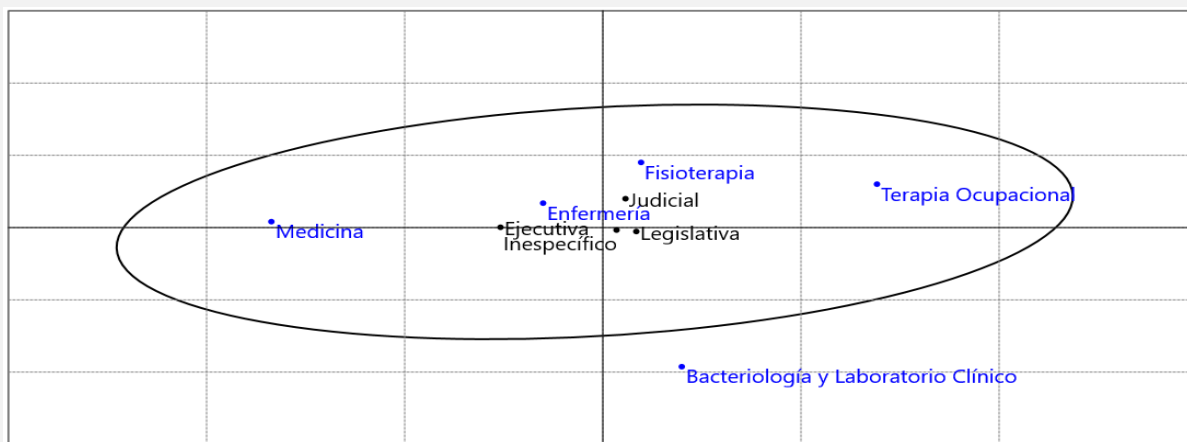 Fisioterapia
Terapia Ocupacional
Judicial
Enfermería
Medicina
Ejecutiva
Legislativa
Inespecífico
Bacteriología y Laboratorio Clínico